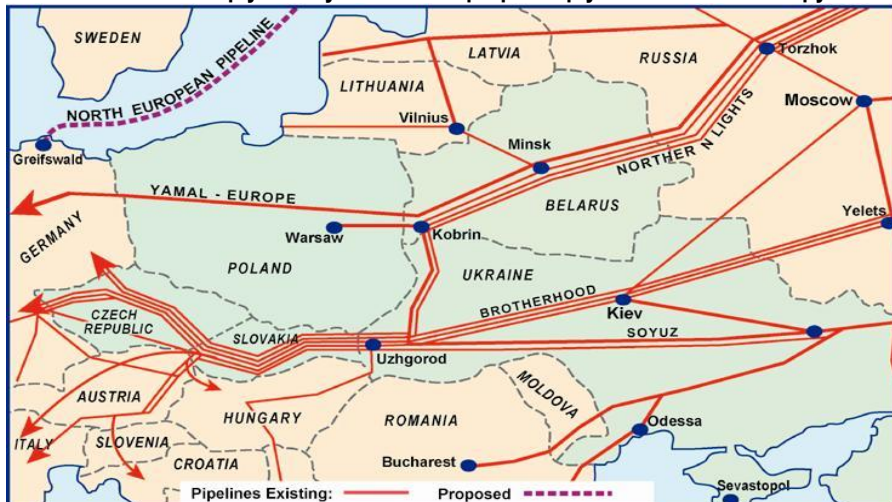 SWEDEN
NORTH EUROPEAN PIPELINE
Greifswald
LATVIA
LITHUANIA
Vilnius
RUSSIA
Torzhok
Moscow
Minsk
NORTHER N LIGHTS
BELARUS
Yelets
YAMAL - EUROPE
Warsaw
Kobrin
GERMANY
POLAND
UKRAINE
BROTHERHOOD
Kiev
SOYUZ
CZECH
REPUBLIC
SLOVAKIA
Uzhgorod
AUSTRIA
HUNGARY
ROMANIA
MOLDOVA
Odessa
ITALY
SLOVENIA
CROATIA
Bucharest
Sevastopol
Pipelines Existing:
Proposed